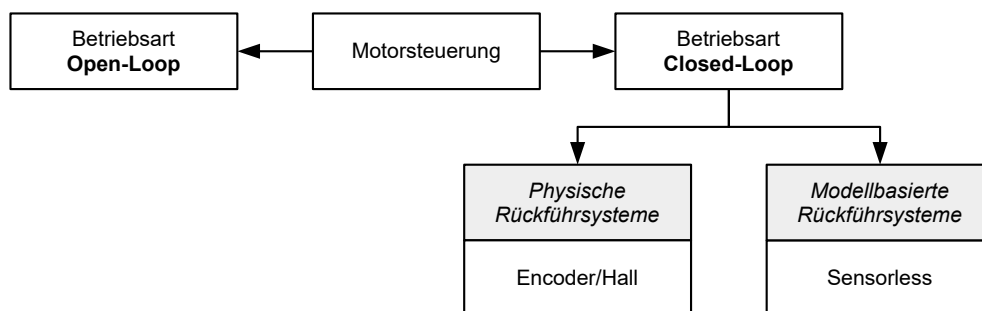 Betriebsart
Open-Loop
Motorsteuerung
Betriebsart
Closed-Loop
Physische
Rückführsysteme
Encoder/Hall
Modellbasierte
Rückführsysteme
Sensorless